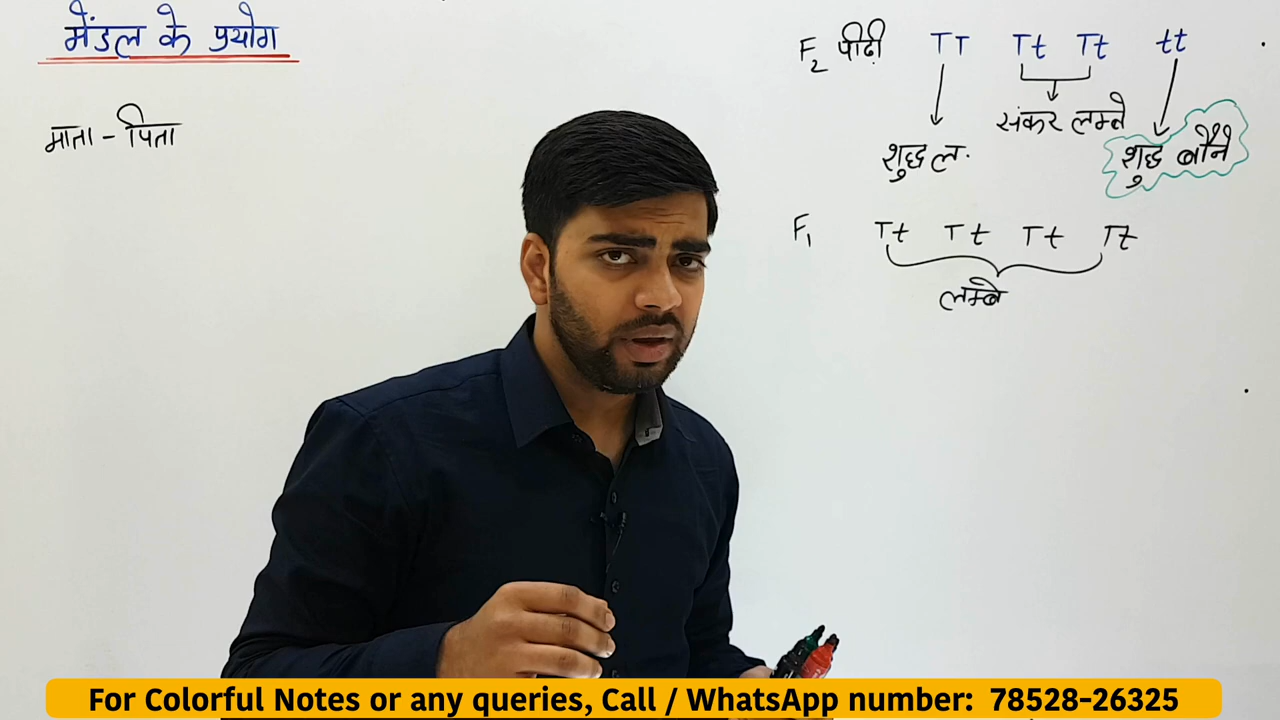 मेंडल के प्रयोग
माता - पिता
F2 पीढ़ी TT Tt Tt tt
संकर लम्बे
शुद्ध ल.
शुद्ध बौने
F1 Tt Tt Tt Tt
लम्बे
For Colorful Notes or any queries, Call / WhatsApp number: 78528-26325